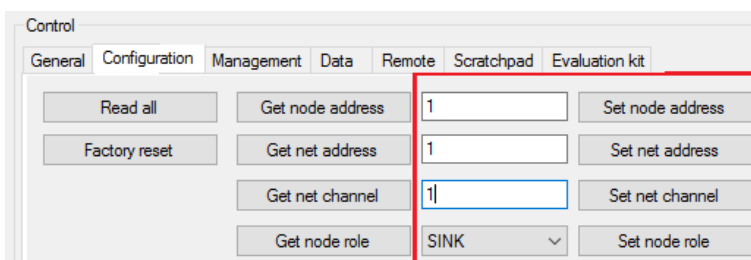 Control
General Configuration Management Data Remote Scratchpad Evaluation kit
Read all Get node address 1 Set node address
Factory reset Get net address 1 Set net address
Get net channel 1 Set net channel
Get node role SINK Set node role